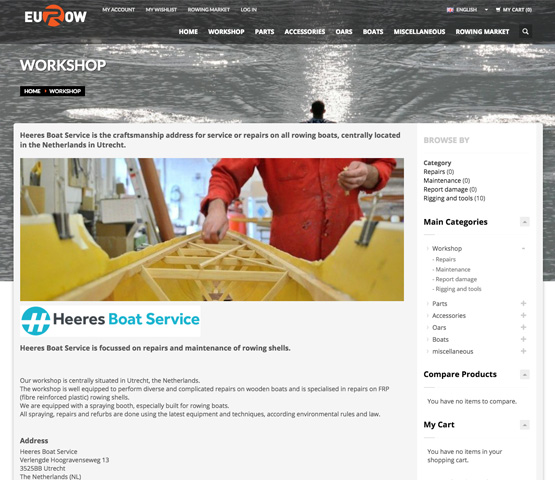 EUROW
MY ACCOUNT MY WISHLIST ROWING MARKET LOG IN
ENGLISH MY CART (0)
HOME WORKSHOP PARTS ACCESSORIES OARS BOATS MISCELLANEOUS ROWING MARKET
WORKSHOP
HOME WORKSHOP
Heeres Boat Service is the craftsmanship address for service or repairs on all rowing boats, centrally located
in the Netherlands in Utrecht.
Heeres Boat Service
Heeres Boat Service is focussed on repairs and maintenance of rowing shells.
Our workshop is centrally situated in Utrecht, the Netherlands.
The workshop is well equipped to perform diverse and complicated repairs on wooden boats and is specialised in repairs on FRP
(fibre reinforced plastic) rowing shells.
We are equipped with a spraying booth, especially built for rowing boats.
All spraying, repairs and refurbs are done using the latest equipment and techniques, according environmental rules and law.
Address
Heeres Boat Service
Verlengde Hoogravenseweg 13
3525BB Utrecht
The Netherlands (NL)
BROWSE BY
Category
Repairs (0)
Maintenance (0)
Report damage (0)
Rigging and tools (10)
Main Categories
Workshop
- Repairs
- Maintenance
- Report damage
- Rigging and tools
Parts
Accessories
Oars
Boats
miscellaneous
Compare Products
You have no items to compare.
My Cart
You have no items in your
shopping cart.